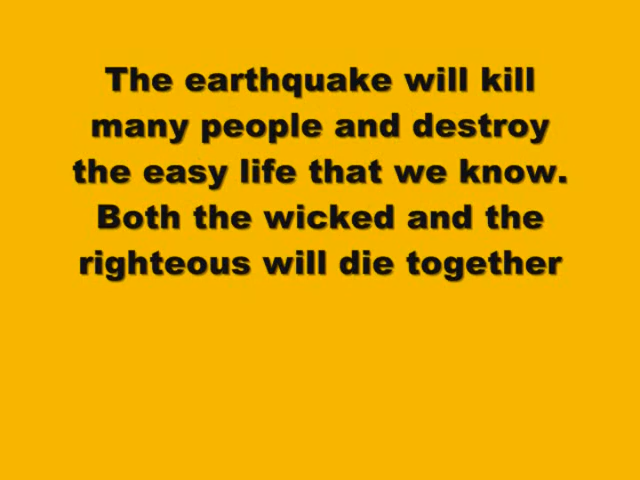 The earthquake will kill
many people and destroy
the easy life that we know.
Both the wicked and the
righteous will die together